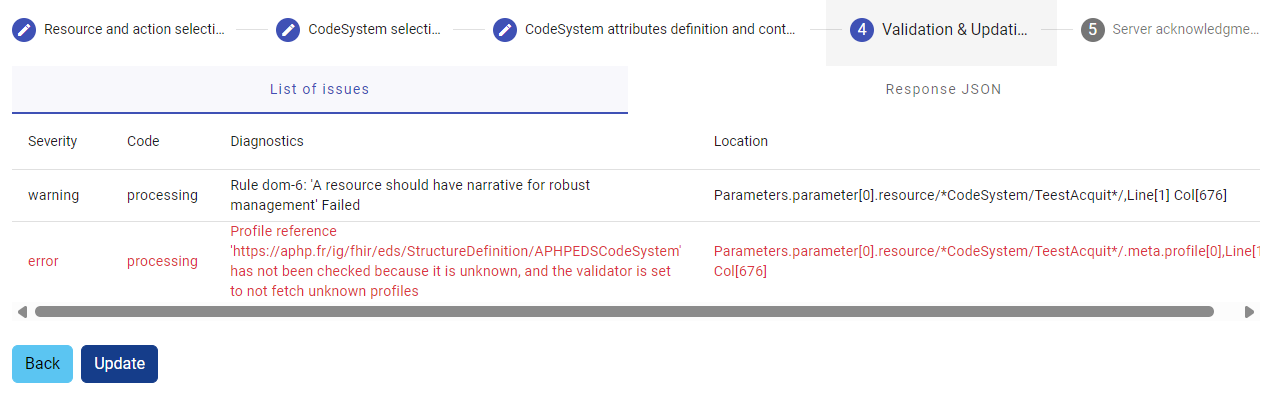 Resource and action selecti...
CodeSystem selecti...
CodeSystem attributes definition and cont...
4 Validation & Updati...
5 Server acknowledgme...
List of issues
Response JSON
Severity Code Diagnostics Location
warning processing Rule dom-6: 'A resource should have narrative for robust
management' Failed
Parameters.parameter[0].resource/*CodeSystem/TeestAcquit*/,Line[1] Col[676]
error processing Profile reference
'https://aphp.fr/ig/fhir/eds/StructureDefinition/APHPEDSCodeSystem'
has not been checked because it is unknown, and the validator is set
to not fetch unknown profiles
Parameters.parameter[0].resource/*CodeSystem/TeestAcquit*/.meta.profile[0],Line[1
Col[676]
Back Update